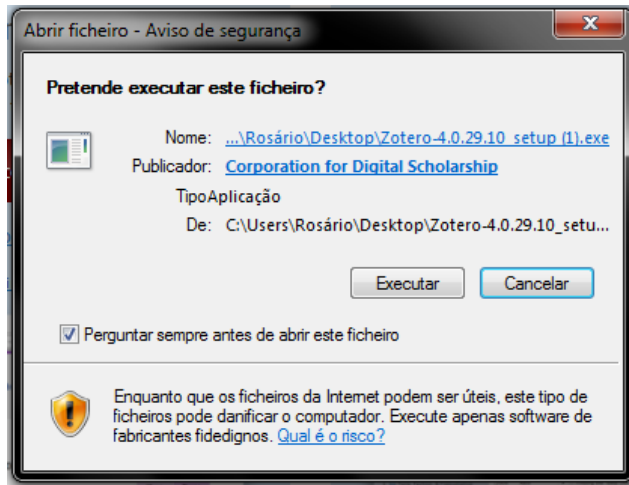 Abrir ficheiro - Aviso de segurança
Pretende executar este ficheiro?
Nome: ...\Rosário\Desktop\Zotero-4.0.29.10_setup (1).exe
Publicador: Corporation for Digital Scholarship
TipoAplicação
De: C:\Users\Rosário\Desktop\Zotero-4.0.29.10_setu...
Executar Cancelar
Perguntar sempre antes de abrir este ficheiro
Enquanto que os ficheiros da Internet podem ser úteis, este tipo de
ficheiros pode danificar o computador. Execute apenas software de
fabricantes fidedignos. Qual é o risco?